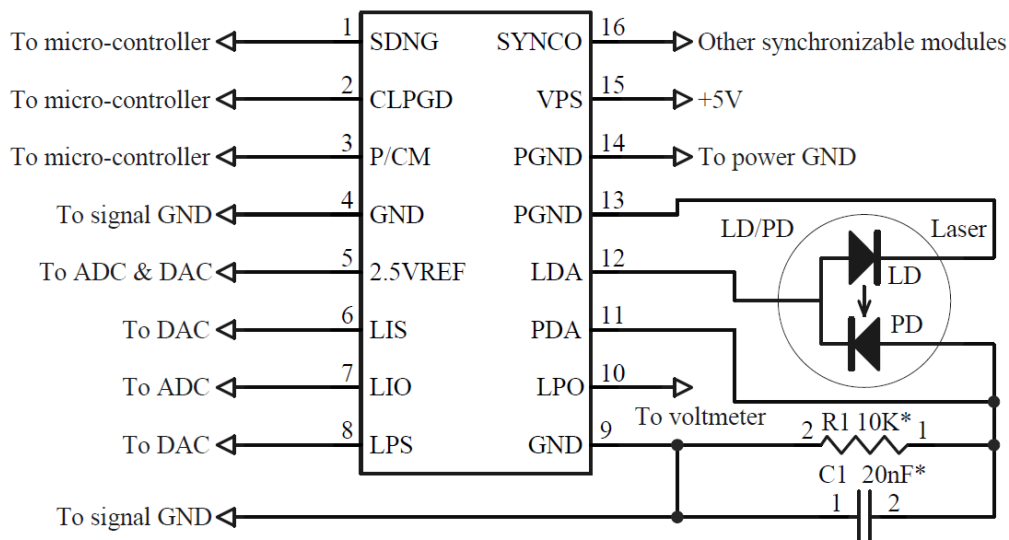 To micro-controller 1 SDNG SYNCO 16 Other synchronizable modules
To micro-controller 2 CLPGD VPS 15 +5V
To micro-controller 3 P/CM PGND 14 To power GND
To signal GND 4 GND PGND 13
LD/PD Laser
To ADC & DAC 5 2.5VREF LDA 12 LD
To DAC 6 LIS PDA 11 PD
To ADC 7 LIO LPO 10
To voltmeter
To DAC 8 LPS GND 9 2 R1 10K* 1
C1 20nF*
To signal GND 1 2